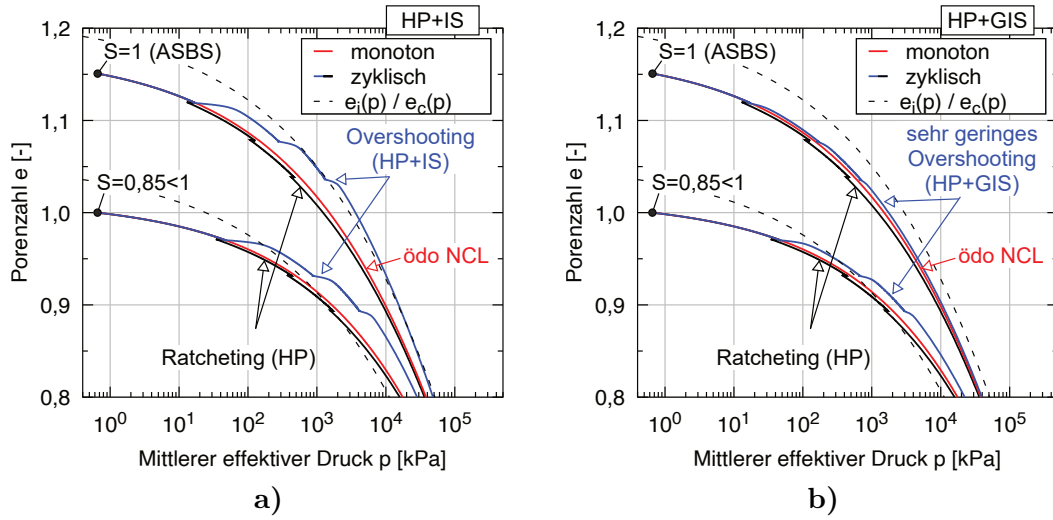 HP+IS
1,2
1,1
1,0
0,9
0,8
Porenzahl e [-]
S=1 (ASBS)
monoton
zyklisch
e_i(p) / e_c(p)
Overshooting
(HP+IS)
S=0,85<1
ödo NCL
Ratcheting (HP)
10^0
10^1
10^2
10^3
10^4
10^5
Mittlerer effektiver Druck p [kPa]
a)
HP+GIS
1,2
1,1
1,0
0,9
0,8
Porenzahl e [-]
S=1 (ASBS)
monoton
zyklisch
e_i(p) / e_c(p)
sehr geringes
Overshooting
(HP+GIS)
S=0,85<1
ödo NCL
Ratcheting (HP)
10^0
10^1
10^2
10^3
10^4
10^5
Mittlerer effektiver Druck p [kPa]
b)